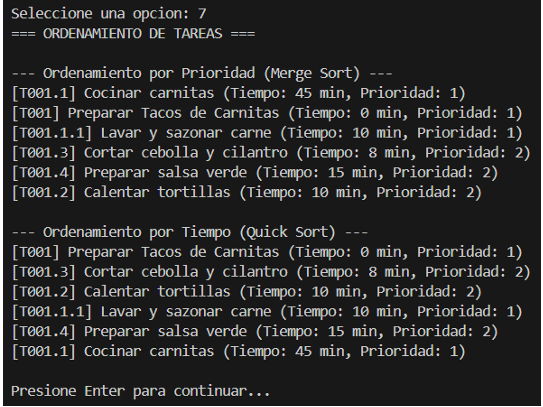 Seleccione una opcion: 7
=== ORDENAMIENTO DE TAREAS ===
--- Ordenamiento por Prioridad (Merge Sort) ---
[T001.1] Cocinar carnitas (Tiempo: 45 min, Prioridad: 1)
[T001] Preparar Tacos de Carnitas (Tiempo: 0 min, Prioridad: 1)
[T001.1.1] Lavar y sazonar carne (Tiempo: 10 min, Prioridad: 1)
[T001.3] Cortar cebolla y cilantro (Tiempo: 8 min, Prioridad: 2)
[T001.4] Preparar salsa verde (Tiempo: 15 min, Prioridad: 2)
[T001.2] Calentar tortillas (Tiempo: 10 min, Prioridad: 2)
--- Ordenamiento por Tiempo (Quick Sort) ---
[T001] Preparar Tacos de Carnitas (Tiempo: 0 min, Prioridad: 1)
[T001.3] Cortar cebolla y cilantro (Tiempo: 8 min, Prioridad: 2)
[T001.2] Calentar tortillas (Tiempo: 10 min, Prioridad: 2)
[T001.1.1] Lavar y sazonar carne (Tiempo: 10 min, Prioridad: 1)
[T001.4] Preparar salsa verde (Tiempo: 15 min, Prioridad: 2)
[T001.1] Cocinar carnitas (Tiempo: 45 min, Prioridad: 1)
Presione Enter para continuar...